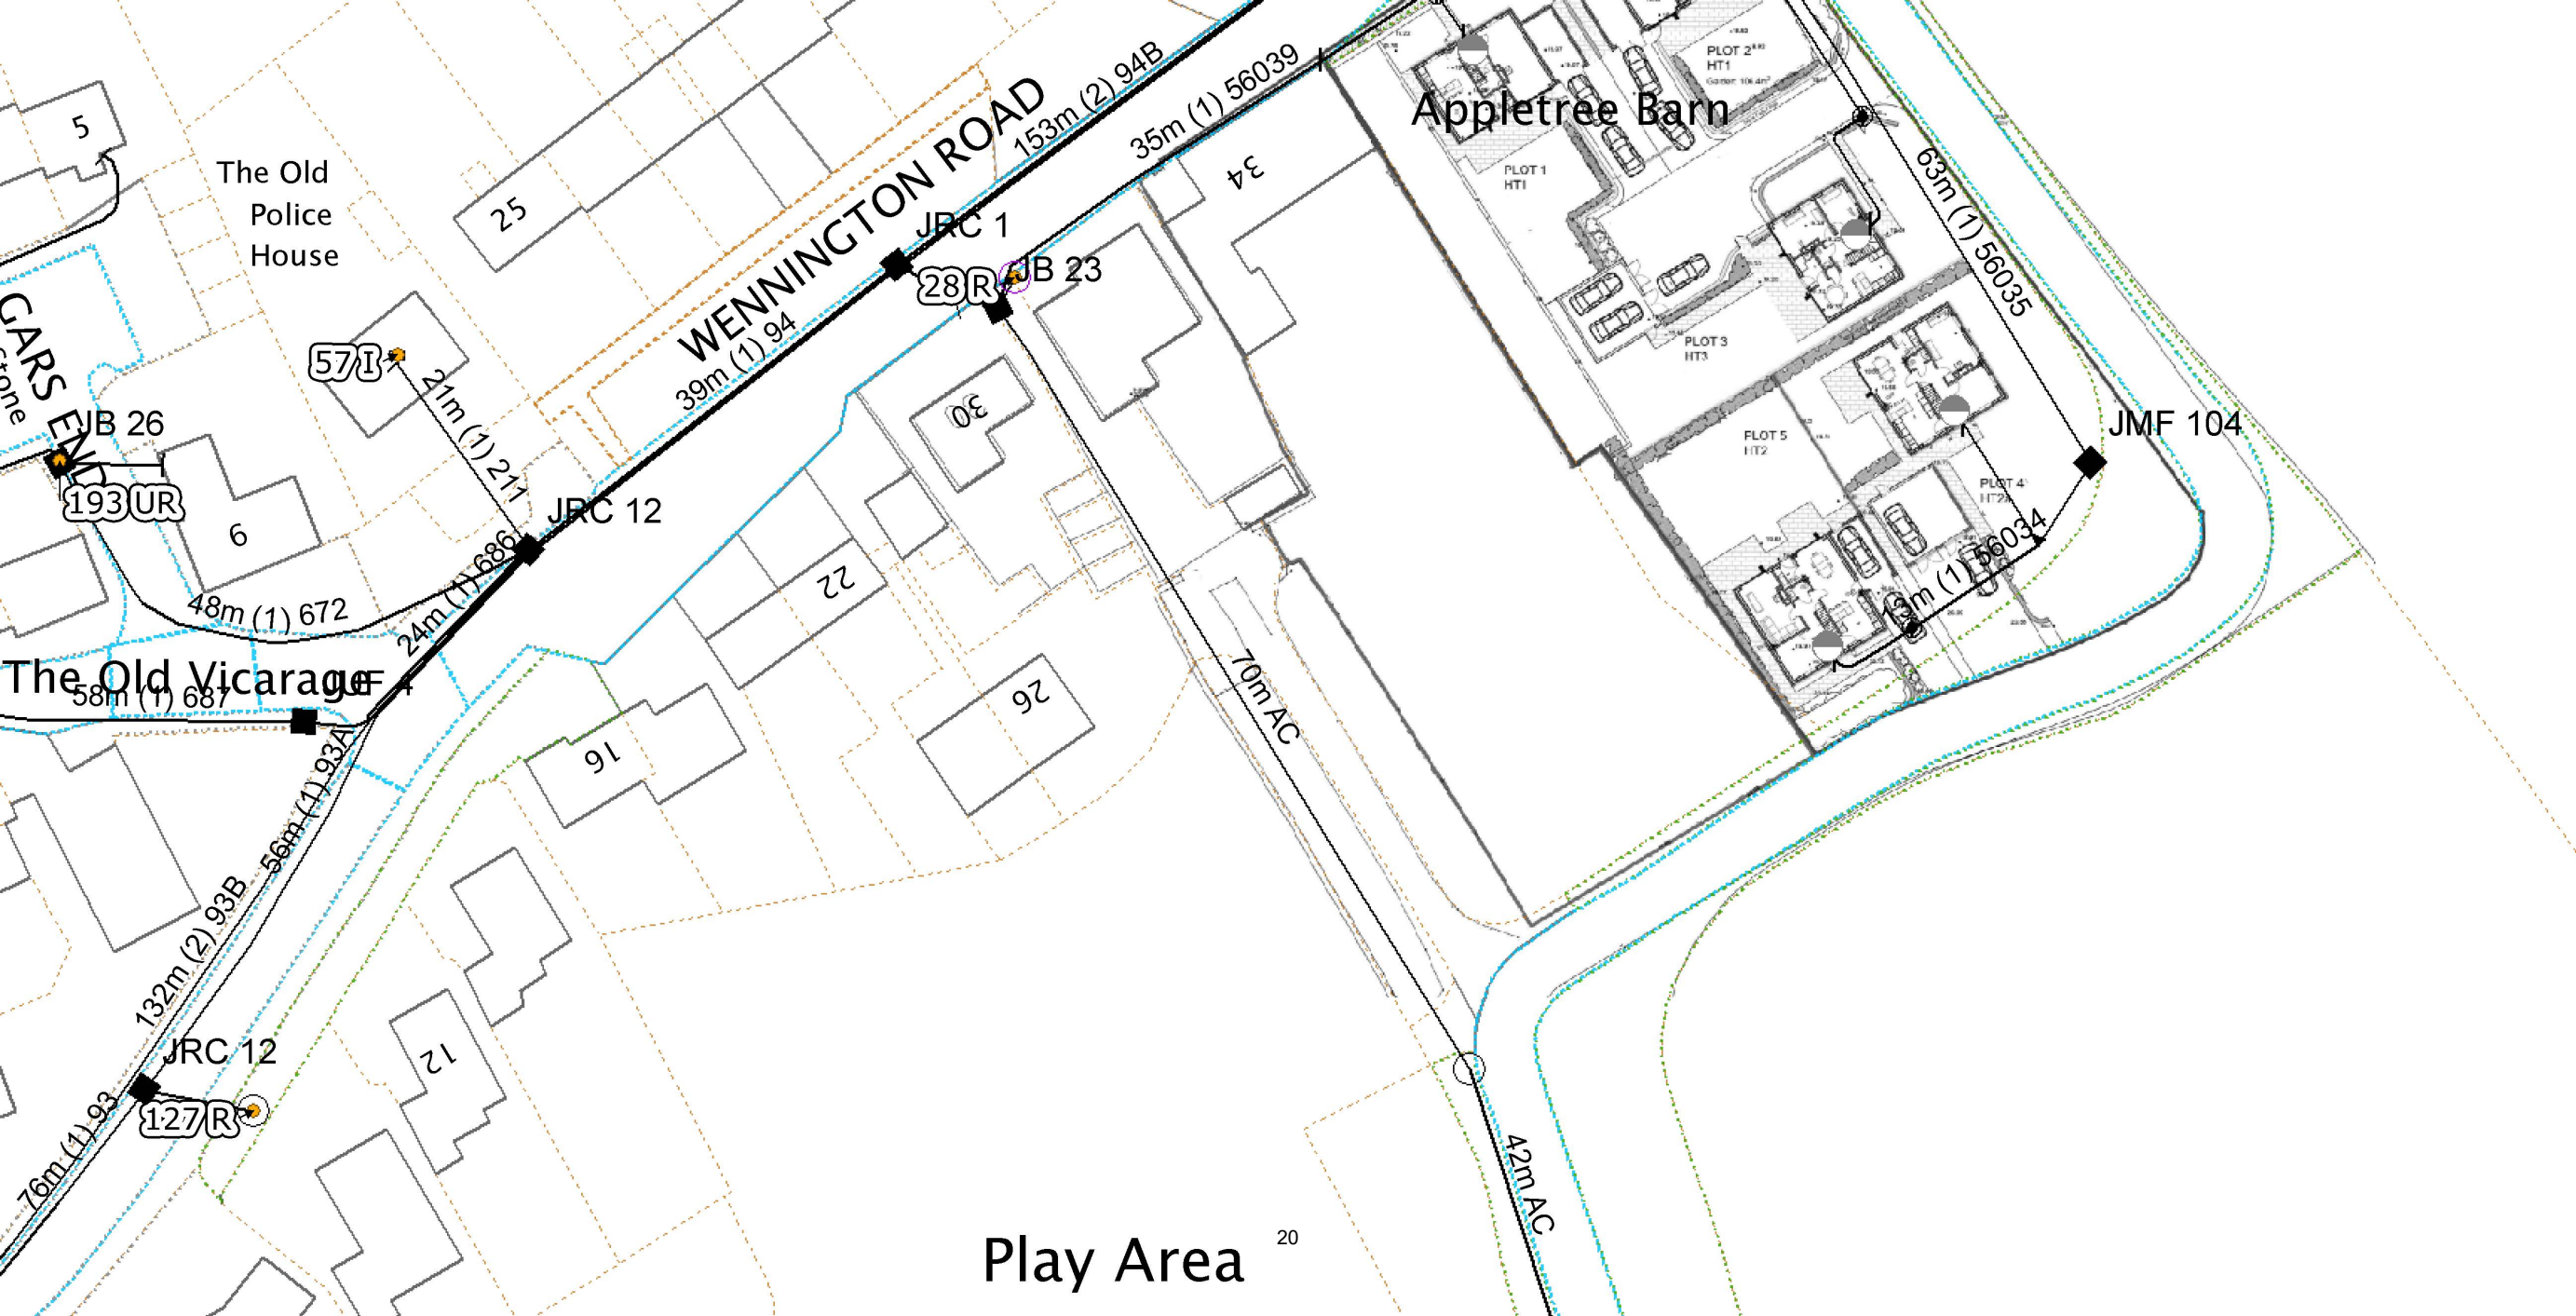 5
The Old
Police
House
25
WENNINGTON ROAD
153m (2) 94B
35m (1) 56039
34
Appletree Barn
PLOT 2
HT1
PLOT 1
HT1
63m (1) 56035
JRC 1
28 R
JB 23
39m (1) 94
57 I
21m (1) 211
GARS END
tone
JB 26
193 UR
6
JRC 12
30
PLOT 3
HT3
PLOT 5
HT2
PLOT 4
JMF 104
13m (1) 56034
22
48m (1) 672
24m (1) 686
The Old Vicarage
58m (1) 687
26
16
70m AC
56m (1) 93A
132m (2) 93B
JRC 12
127 R
12
76m (1) 93
42m AC
Play Area
20